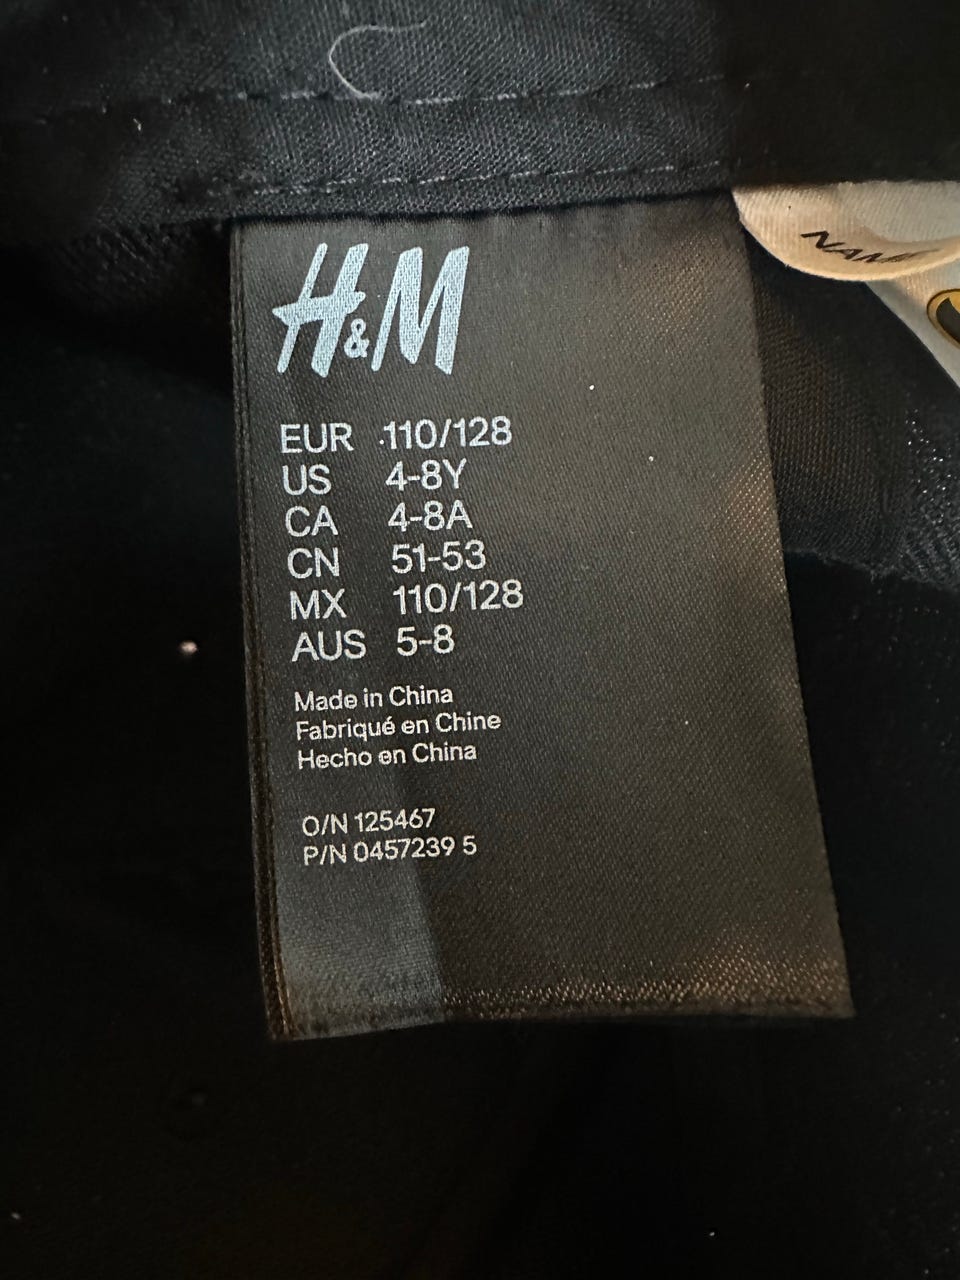 H&M
EUR 110/128
US 4-8Y
CA 4-8A
CN 51-53
MX 110/128
AUS 5-8
Made in China
Fabriqué en Chine
Hecho en China
O/N 125467
P/N 0457239 5